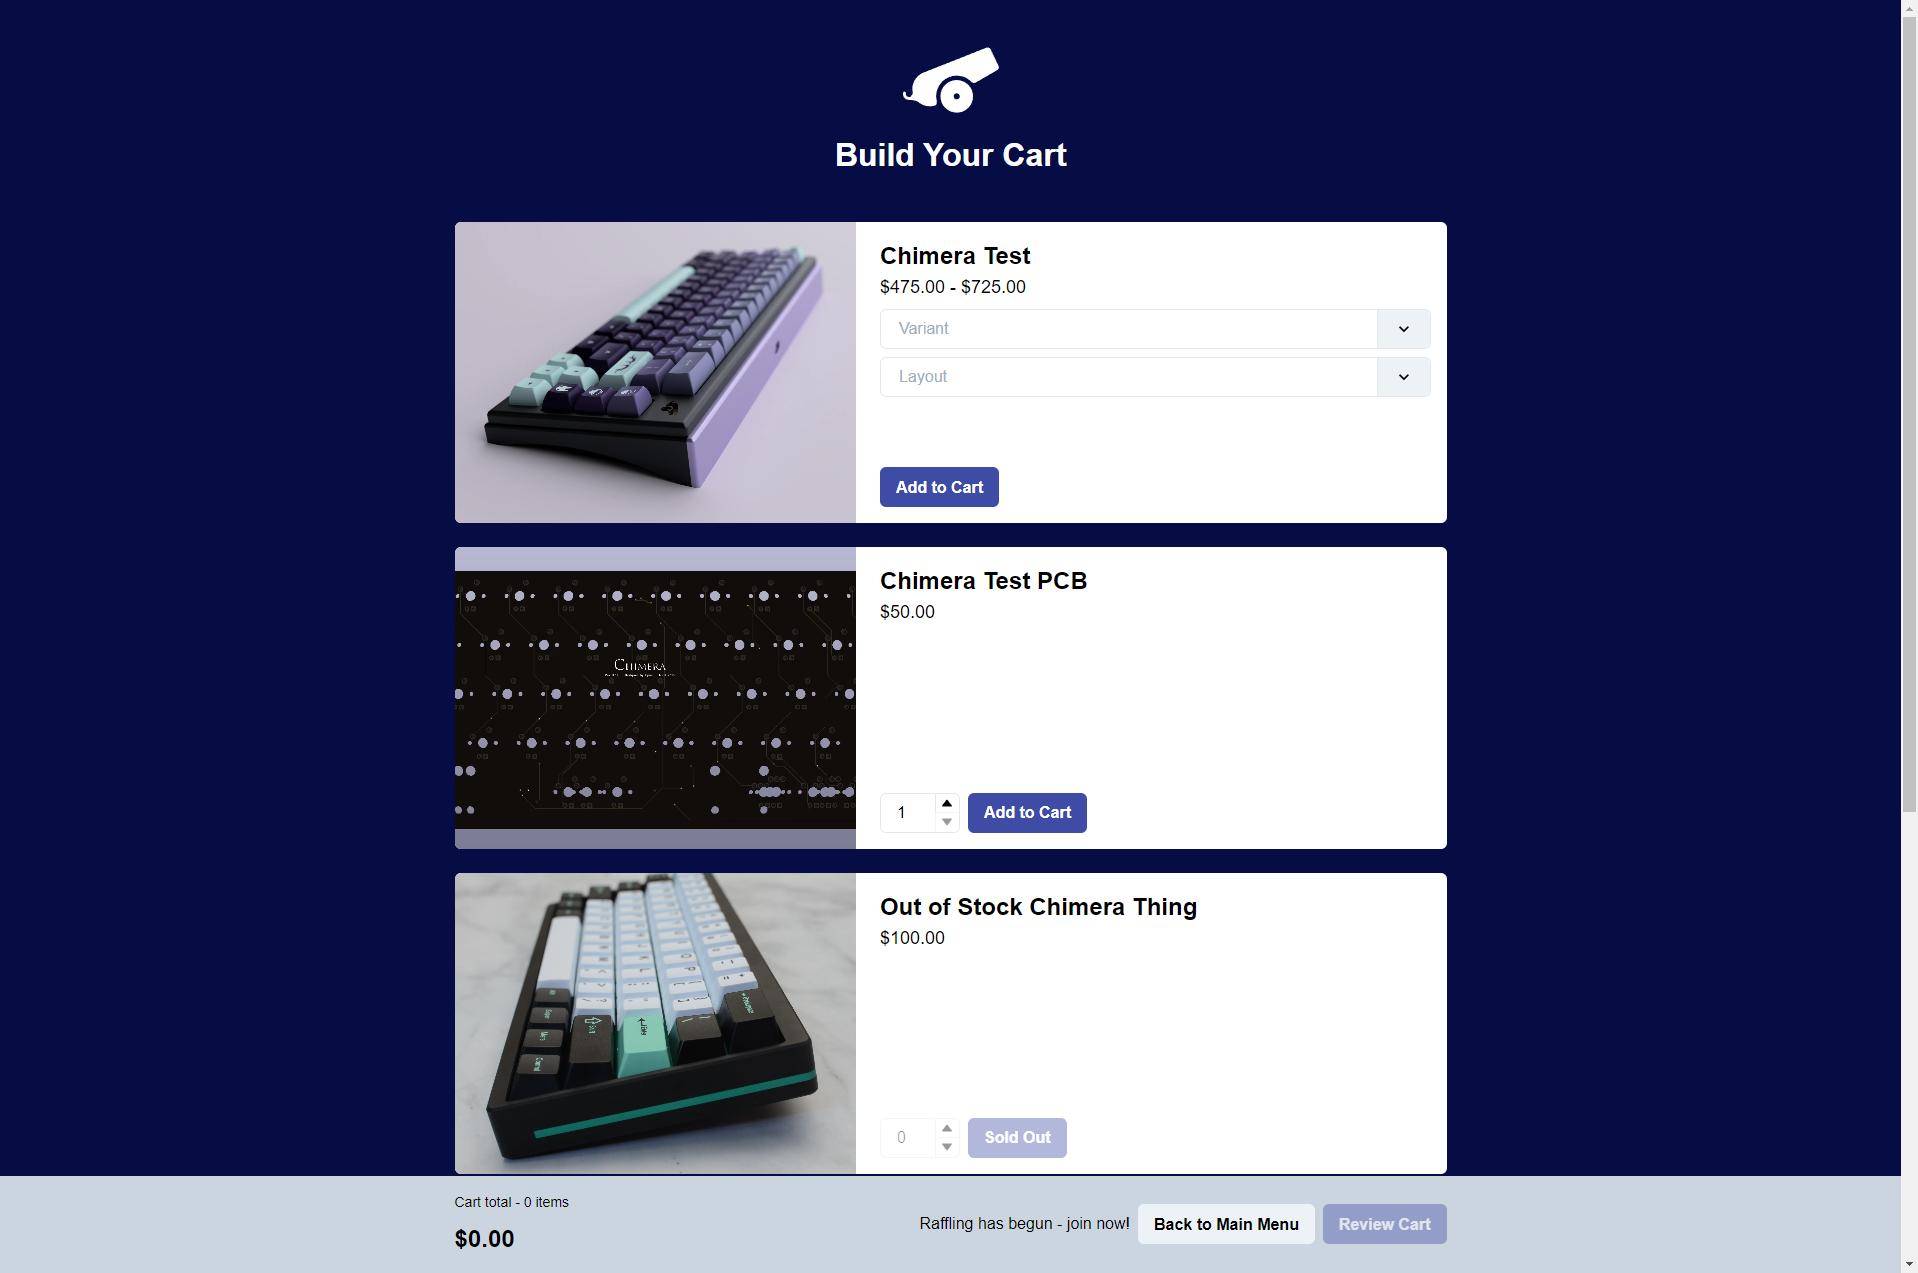 Build Your Cart
Chimera Test
$475.00 - $725.00
Variant
Layout
Add to Cart
CHIMERA
Chimera Test PCB
$50.00
1
Add to Cart
Out of Stock Chimera Thing
$100.00
0
Sold Out
Cart total - 0 items
$0.00
Raffling has begun - join now!
Back to Main Menu
Review Cart